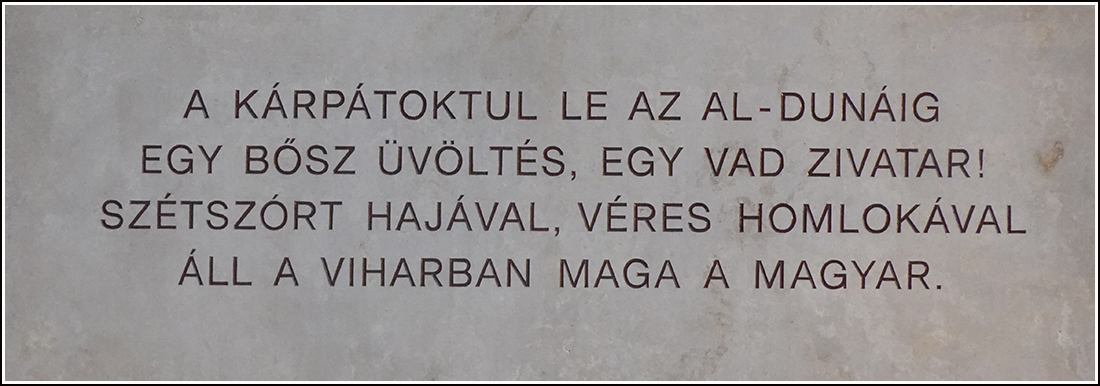 A KÁRPÁTOKTUL LE AZ AL-DUNÁIG
EGY BŐSZ ÜVÖLTÉS, EGY VAD ZIVATAR!
SZÉTSZÓRT HAJÁVAL, VÉRES HOMLOKÁVAL
ÁLL A VIHARBAN MAGA A MAGYAR.